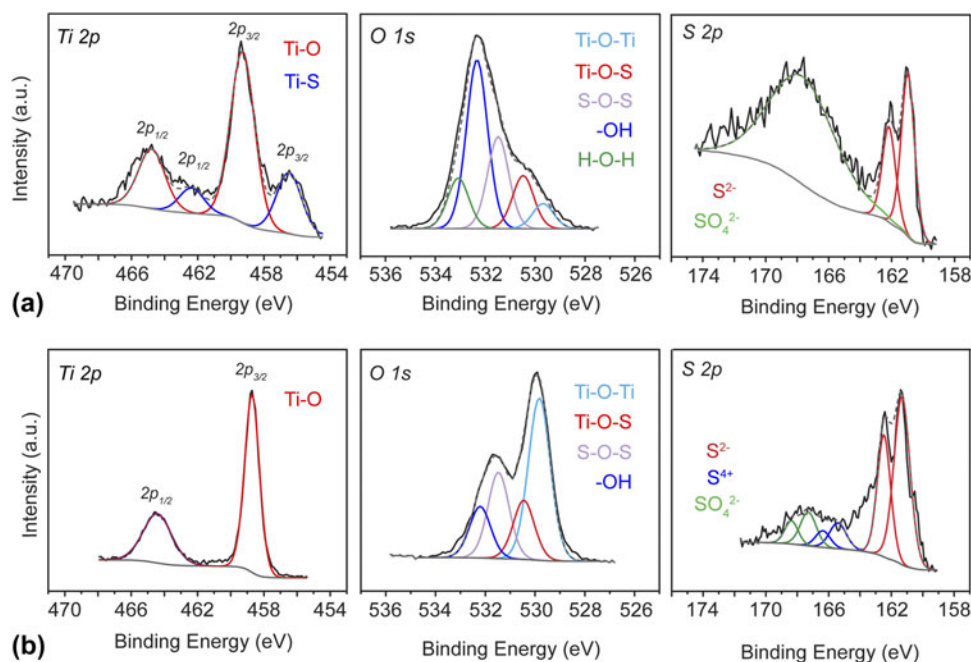 Ti 2p
2p3/2
Ti-O
Ti-S
2p1/2
2p1/2
2p3/2
Intensity (a.u.)
470 466 462 458 454
Binding Energy (eV)
O 1s
Ti-O-Ti
Ti-O-S
S-O-S
-OH
H-O-H
536 534 532 530 528 526
Binding Energy (eV)
S 2p
S2-
SO42-
174 170 166 162 158
Binding Energy (eV)
(a)
Ti 2p
2p3/2
Ti-O
2p1/2
Intensity (a.u.)
470 466 462 458 454
Binding Energy (eV)
O 1s
Ti-O-Ti
Ti-O-S
S-O-S
-OH
536 534 532 530 528 526
Binding Energy (eV)
S 2p
S2-
S4+
SO42-
174 170 166 162 158
Binding Energy (eV)
(b)